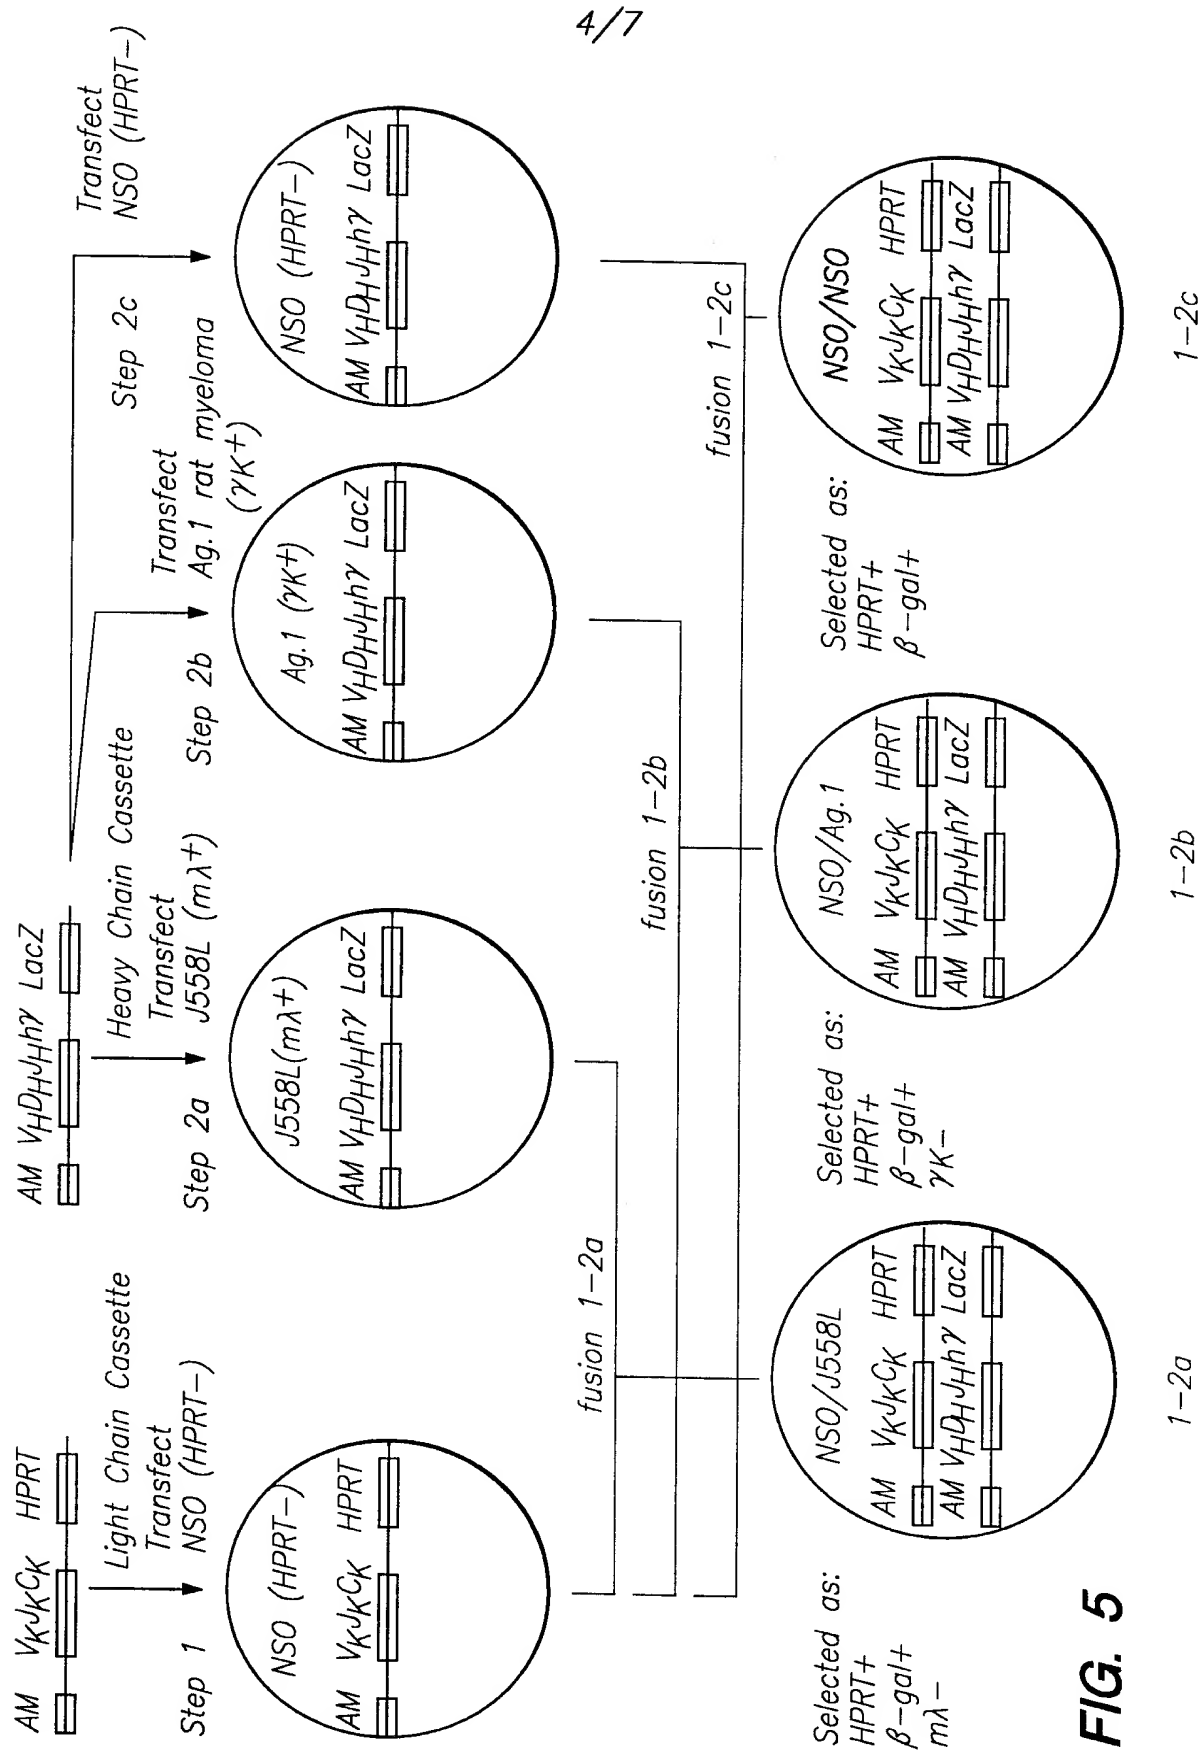 4/7
AM VκJκCκ HPRT
Light Chain Cassette
Step 1
Transfect
NSO (HPRT−)
NSO (HPRT−)
AM VκJκCκ HPRT
AM VHDHJHhγ LacZ
Heavy Chain Cassette
Step 2a
Transfect
J558L (mλ+)
J558L(mλ+)
AM VHDHJHhγ LacZ
Step 2b
Transfect
Ag.1 rat myeloma
(γK+)
Ag.1 (γK+)
AM VHDHJHhγ LacZ
Step 2c
Transfect
NSO (HPRT−)
NSO (HPRT−)
AM VHDHJHhγ LacZ
fusion 1−2a
fusion 1−2b
fusion 1−2c
Selected as:
HPRT+
β−gal+
mλ−
NSO/J558L
AM VKJKCK HPRT
AM VHDHJHhγ LacZ
1−2a
Selected as:
HPRT+
β−gal+
γK−
NSO/Ag.1
AM VKJKCK HPRT
AM VHDHJHhγ LacZ
1−2b
Selected as:
HPRT+
β−gal+
NSO/NSO
AM VKJKCK HPRT
AM VHDHJHhγ LacZ
1−2c
FIG. 5